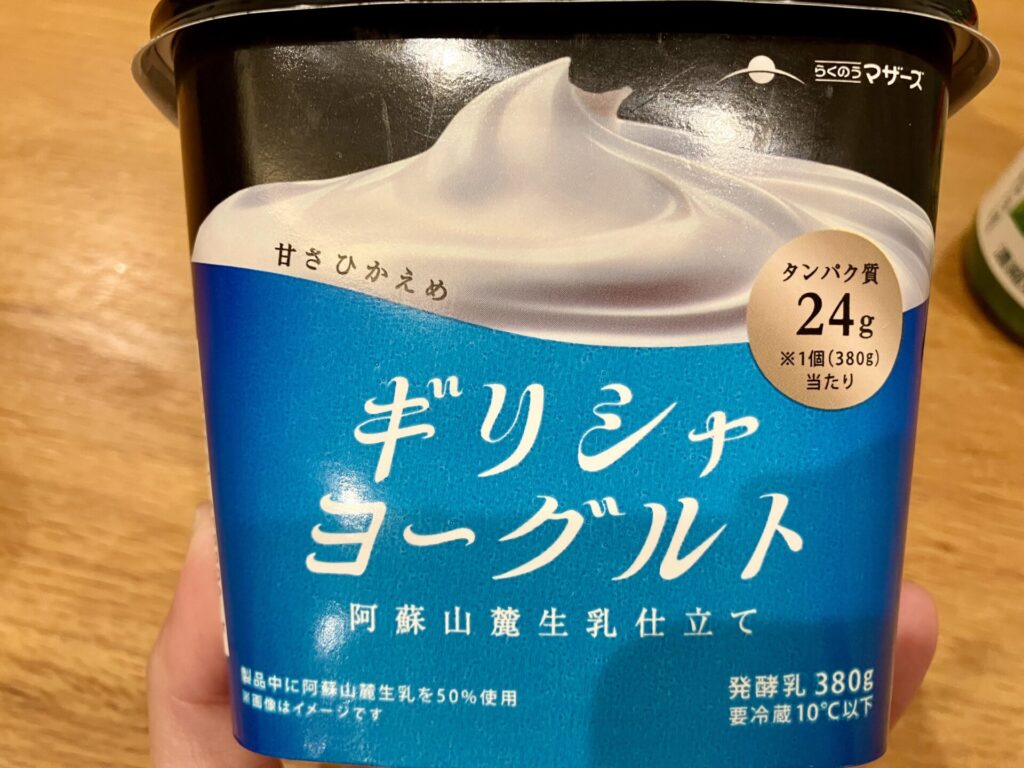 らくのうマザーズ
甘さひかえめ
タンパク質
24g
※1個(380g)
当たり
ギリシャ
ヨーグルト
阿蘇山麓生乳仕立て
製品中に阿蘇山麓生乳を50%使用
※画像はイメージです
発酵乳 380g
要冷蔵10℃以下